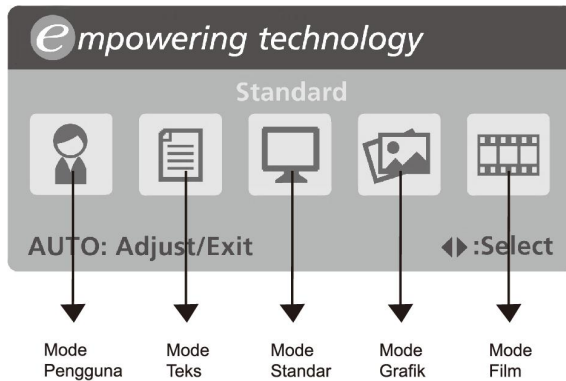 empowering technology
Standard
AUTO: Adjust/Exit
:Select
Mode Pengguna
Mode Teks
Mode Standar
Mode Grafik
Mode Film